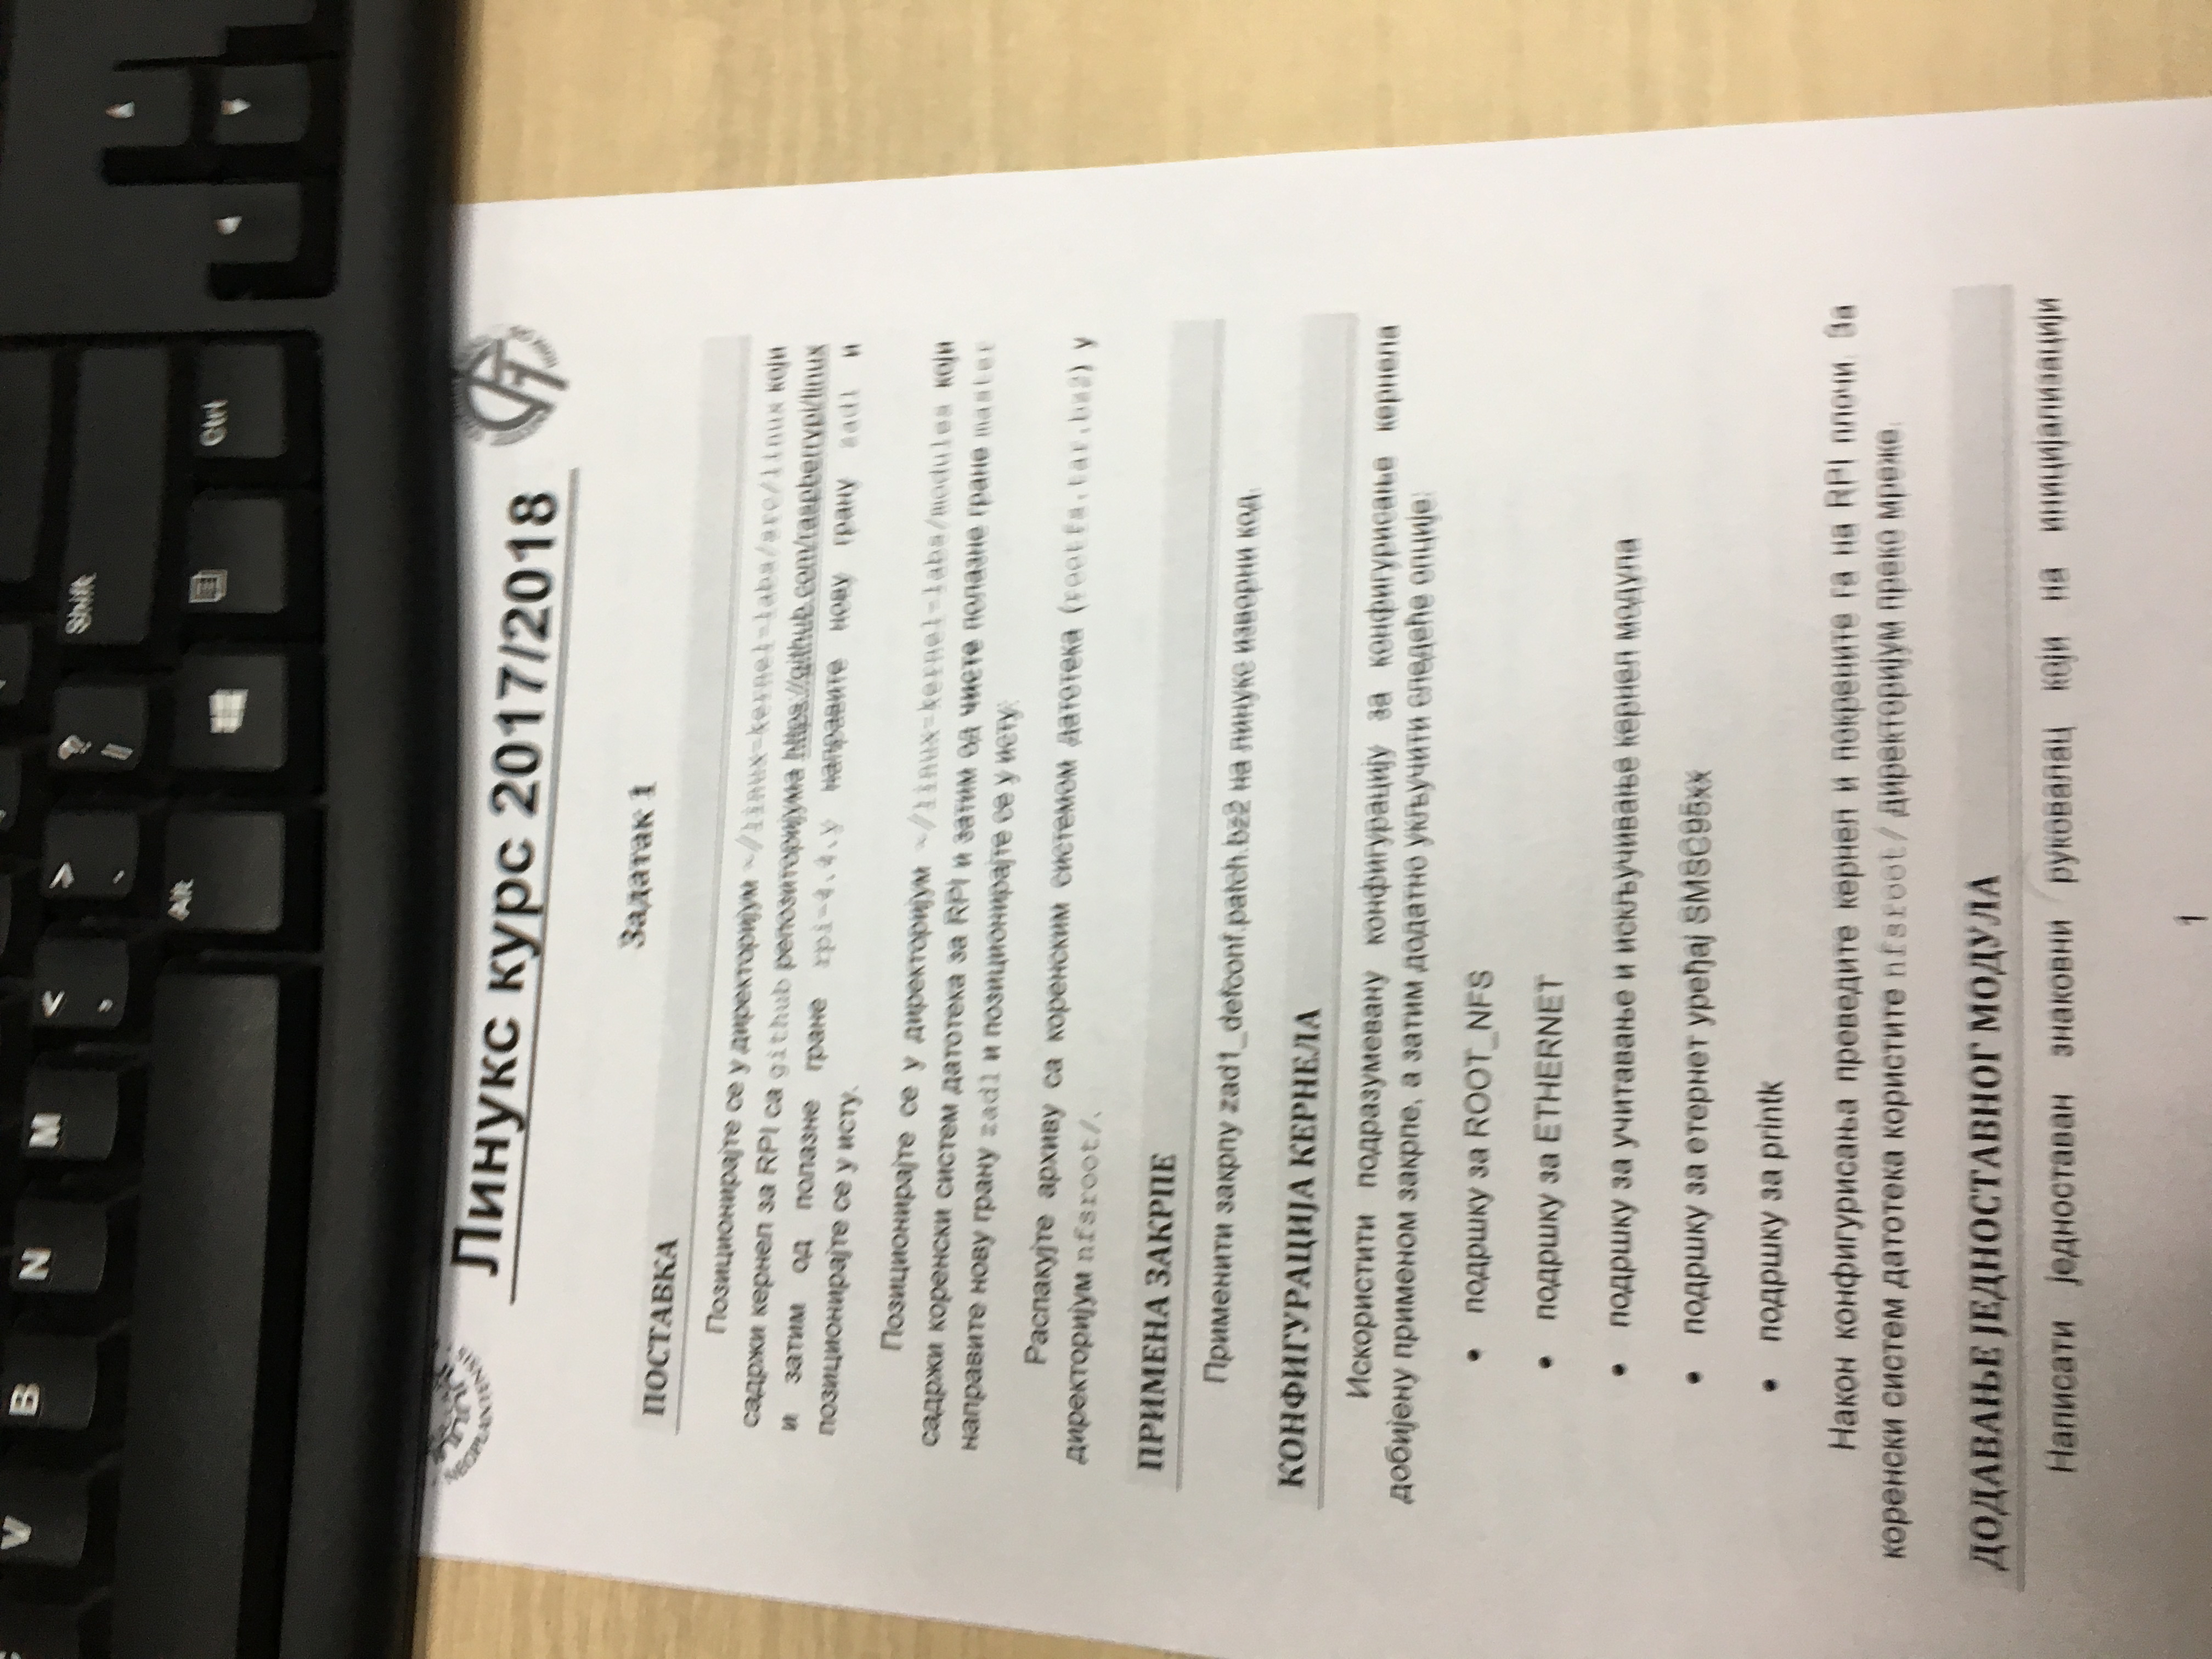 V B N M < , > . ? / Shift
Alt Ctrl
NEOPLANTENSIS
Линукс курс 2017/2018
Задатак 1
ПОСТАВКА
Позиционирајте се у директоријум ~/linux-kernel-labs/src/linux који
садржи кернел за RPI са github репозиторијума https://github.com/raspberrypi/linux
и затим од полазне гране rpi-4.4.y направите нову грану zad1 и
позиционирајте се у исту.
Позиционирајте се у директоријум ~/linux-kernel-labs/modules који
садржи коренски систем датотека за RPI и затим од чисте полазне гране master
направите нову грану zad1 и позиционирајте се у исту.
Распакујте архиву са коренским системом датотека (rootfs.tar.bz2) у
директоријум nfsroot/.
ПРИМЕНА ЗАКРПЕ
Применити закрпу zad1_defconf.patch.bz2 на линукс изворни код.
КОНФИГУРАЦИЈА КЕРНЕЛА
Искористити подразумевану конфигурацију за конфигурисање кернела
добијену применом закрпе, а затим додатно укључити следеће опције:
• подршку за ROOT_NFS
• подршку за ETHERNET
• подршку за учитавање и искључивање кернел модула
• подршку за етернет уређај SMSC95xx
• подршку за printk
Након конфигурисања преведите кернел и покрените га на RPI плочи. За
коренски систем датотека користите nfsroot/ директоријум преко мреже.
ДОДАВАЊЕ ЈЕДНОСТАВНОГ МОДУЛА
Написати једноставан знаковни руковалац који на иницијализацији
1